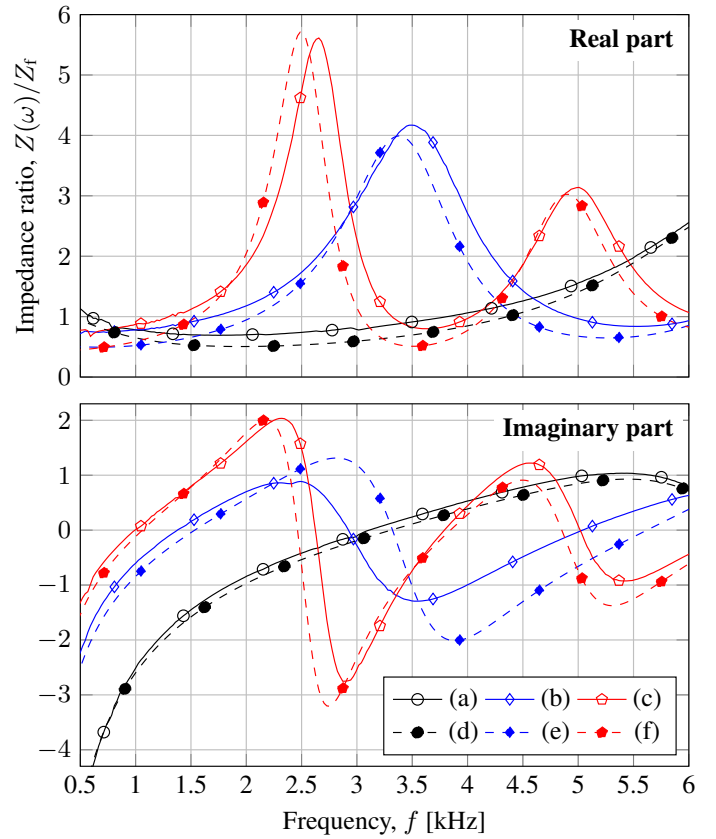 Real part
6
5
4
3
2
1
0
Impedance ratio, Z(ω)/Z_f
Imaginary part
2
1
0
−1
−2
−3
−4
(a) (b) (c)
(d) (e) (f)
0.5 1 1.5 2 2.5 3 3.5 4 4.5 5 5.5 6
Frequency, f [kHz]